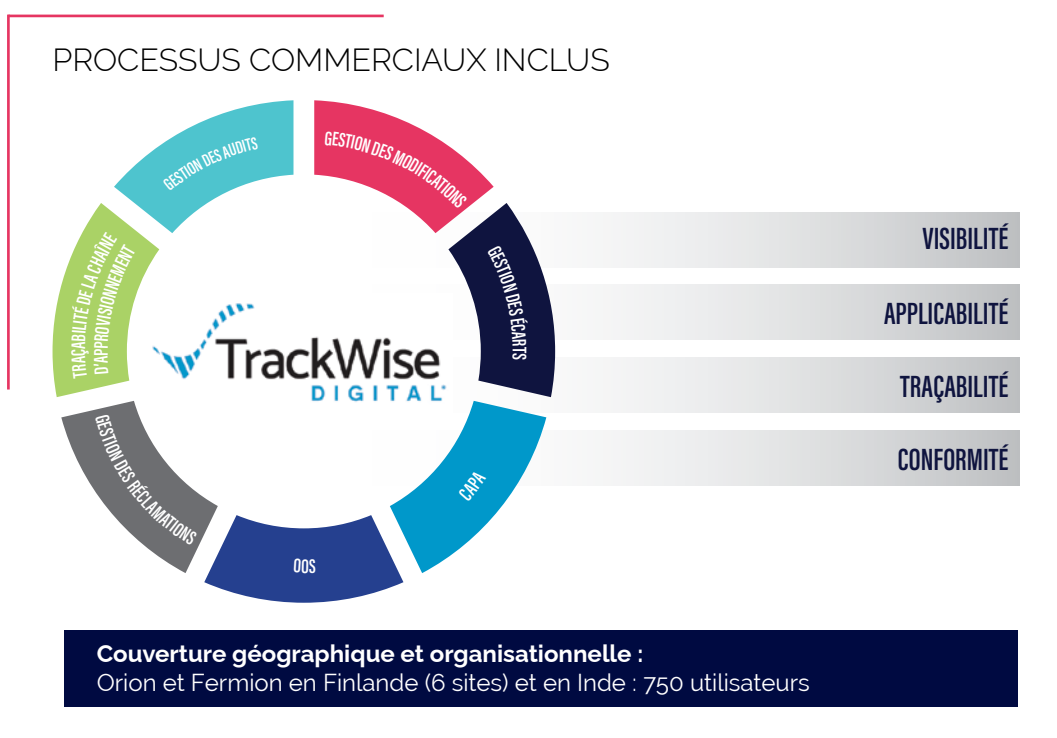 PROCESSUS COMMERCIAUX INCLUS
GESTION DES AUDITS
GESTION DES MODIFICATIONS
GESTION DES ÉCARTS
CAPA
OOS
GESTION DES RÉCLAMATIONS
TRAÇABILITÉ DE LA CHAÎNE
D'APPROVISIONNEMENT
TrackWise
DIGITAL®
VISIBILITÉ
APPLICABILITÉ
TRAÇABILITÉ
CONFORMITÉ
Couverture géographique et organisationnelle :
Orion et Fermion en Finlande (6 sites) et en Inde : 750 utilisateurs